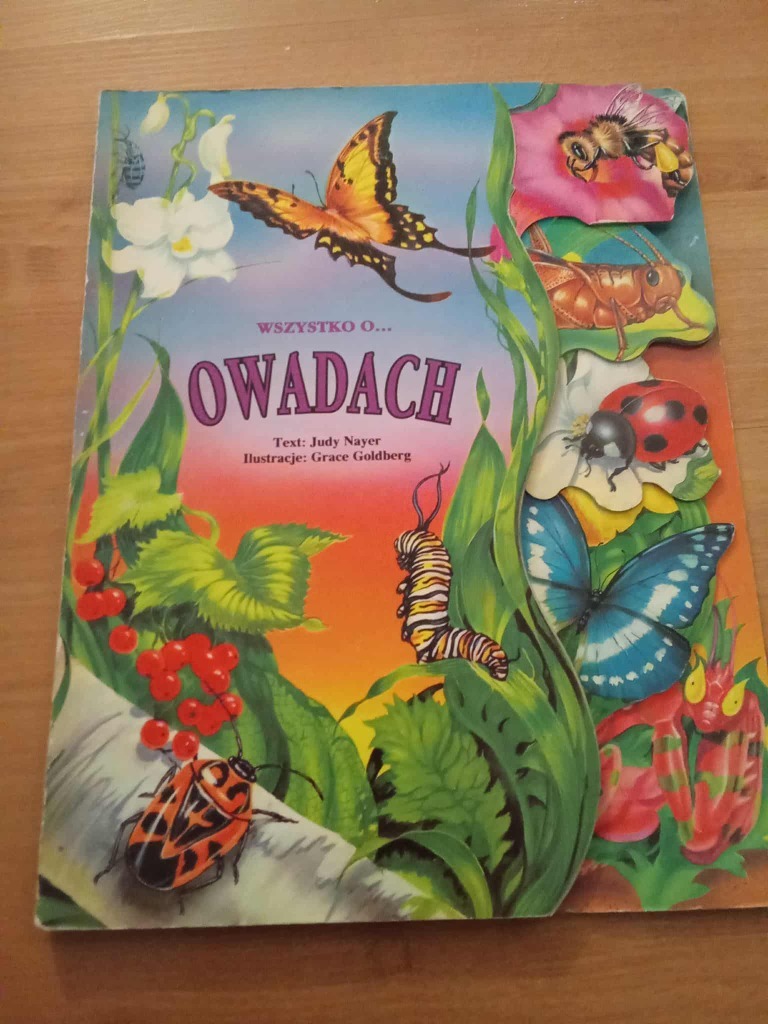 WSZYSTKO O...
OWADACH
Text: Judy Nayer
Ilustracje: Grace Goldberg